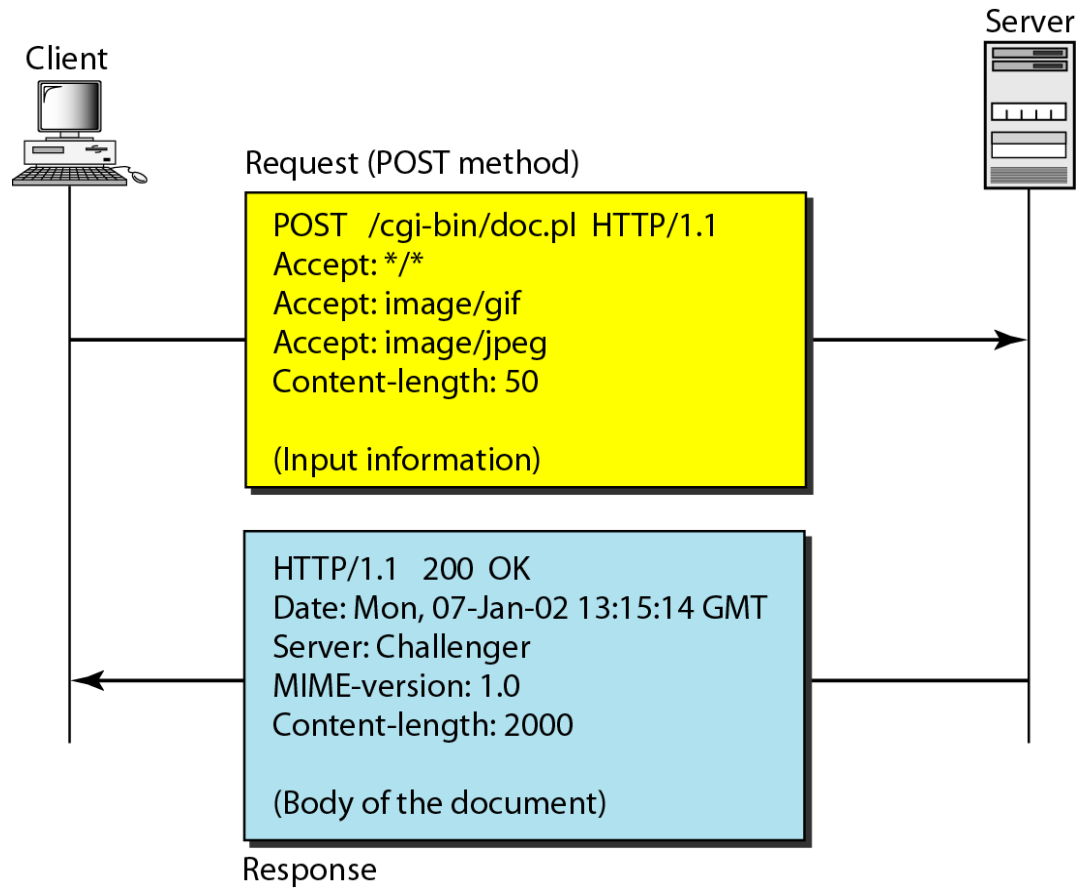 Server
Client
Request (POST method)
POST /cgi-bin/doc.pl HTTP/1.1
Accept: */*
Accept: image/gif
Accept: image/jpeg
Content-length: 50
(Input information)
HTTP/1.1 200 OK
Date: Mon, 07-Jan-02 13:15:14 GMT
Server: Challenger
MIME-version: 1.0
Content-length: 2000
(Body of the document)
Response